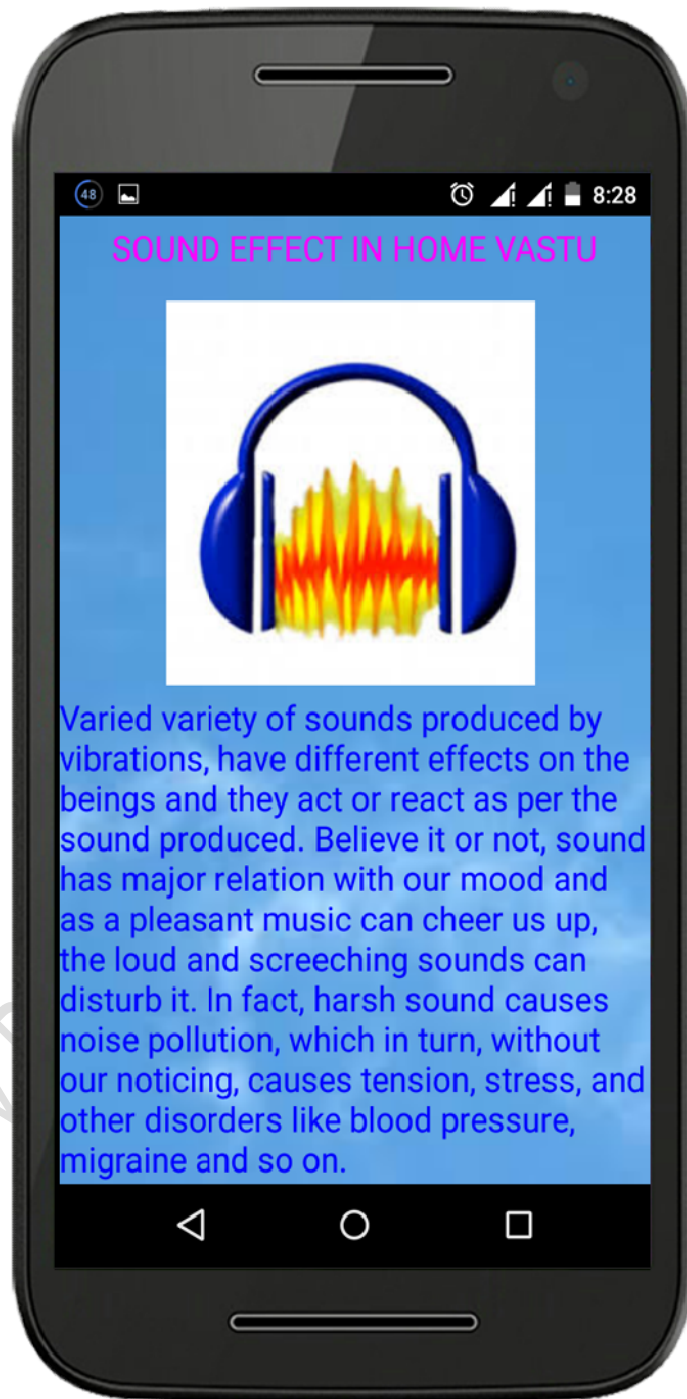 48
8:28
SOUND EFFECT IN HOME VASTU
Varied variety of sounds produced by
vibrations, have different effects on the
beings and they act or react as per the
sound produced. Believe it or not, sound
has major relation with our mood and
as a pleasant music can cheer us up,
the loud and screeching sounds can
disturb it. In fact, harsh sound causes
noise pollution, which in turn, without
our noticing, causes tension, stress, and
other disorders like blood pressure,
migraine and so on.